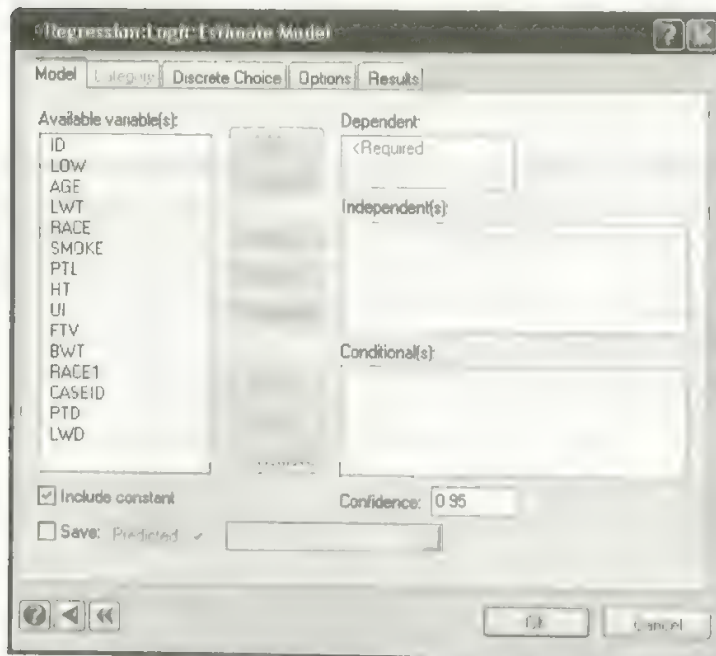 Regression: Logit: Estimate Model
Model Category Discrete Choice Options Results
Available variable(s):
ID
LOW
AGE
LWT
RACE
SMOKE
PTL
HT
UI
FTV
BWT
RACE1
CASEID
PTD
LWD
Dependent:
<Required
Independent(s):
Conditional(s):
Include constant
Confidence: 0.95
Save: Predicted
OK Cancel